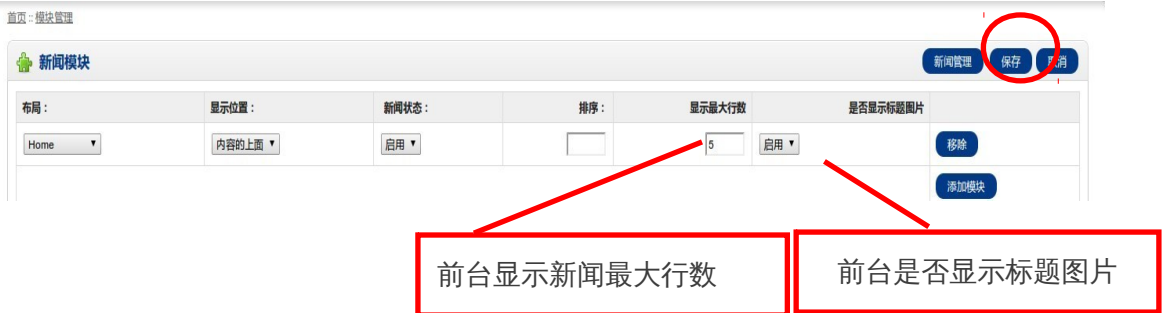 首页 :: 模块管理
新闻模块
新闻管理 保存 取消
布局： 显示位置： 新闻状态： 排序： 显示最大行数 是否显示标题图片
Home 内容的上面 启用 5 启用 移除
添加模块
前台显示新闻最大行数 前台是否显示标题图片